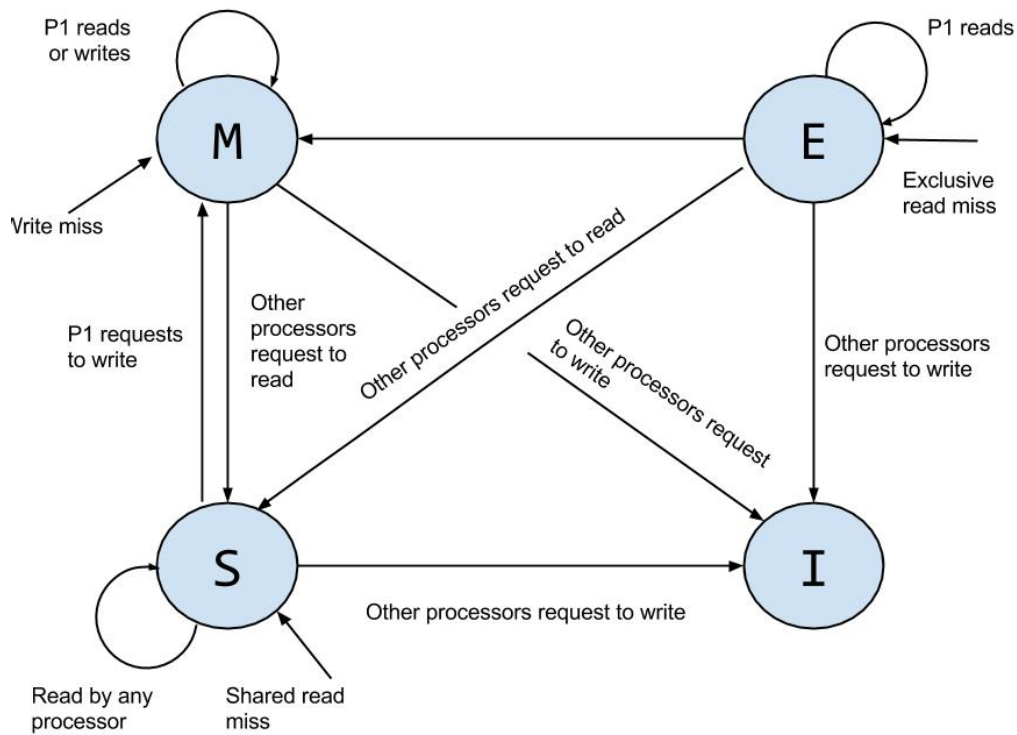 P1 reads
or writes
P1 reads
M
E
Exclusive
read miss
Write miss
Other processors request to read
Other
processors
request to
read
P1 requests
to write
Other processors request
to write
Other processors
request to write
S
I
Other processors request to write
Read by any
processor
Shared read
miss